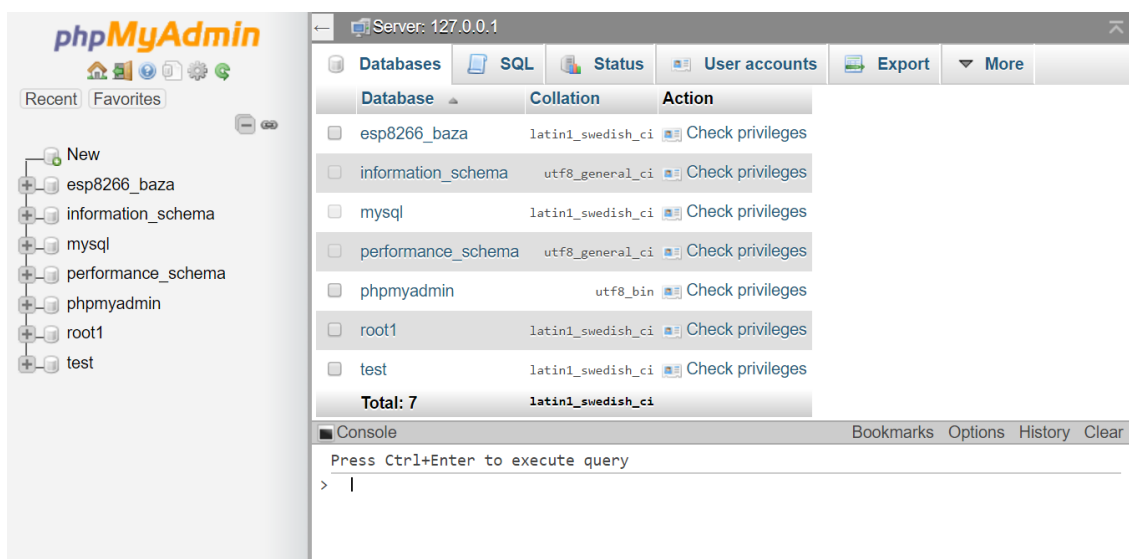 phpMyAdmin
Recent Favorites
New
esp8266_baza
information_schema
mysql
performance_schema
phpmyadmin
root1
test
Server: 127.0.0.1
Databases SQL Status User accounts Export More
Database Collation Action
esp8266_baza latin1_swedish_ci Check privileges
information_schema utf8_general_ci Check privileges
mysql latin1_swedish_ci Check privileges
performance_schema utf8_general_ci Check privileges
phpmyadmin utf8_bin Check privileges
root1 latin1_swedish_ci Check privileges
test latin1_swedish_ci Check privileges
Total: 7 latin1_swedish_ci
Console Bookmarks Options History Clear
Press Ctrl+Enter to execute query
>